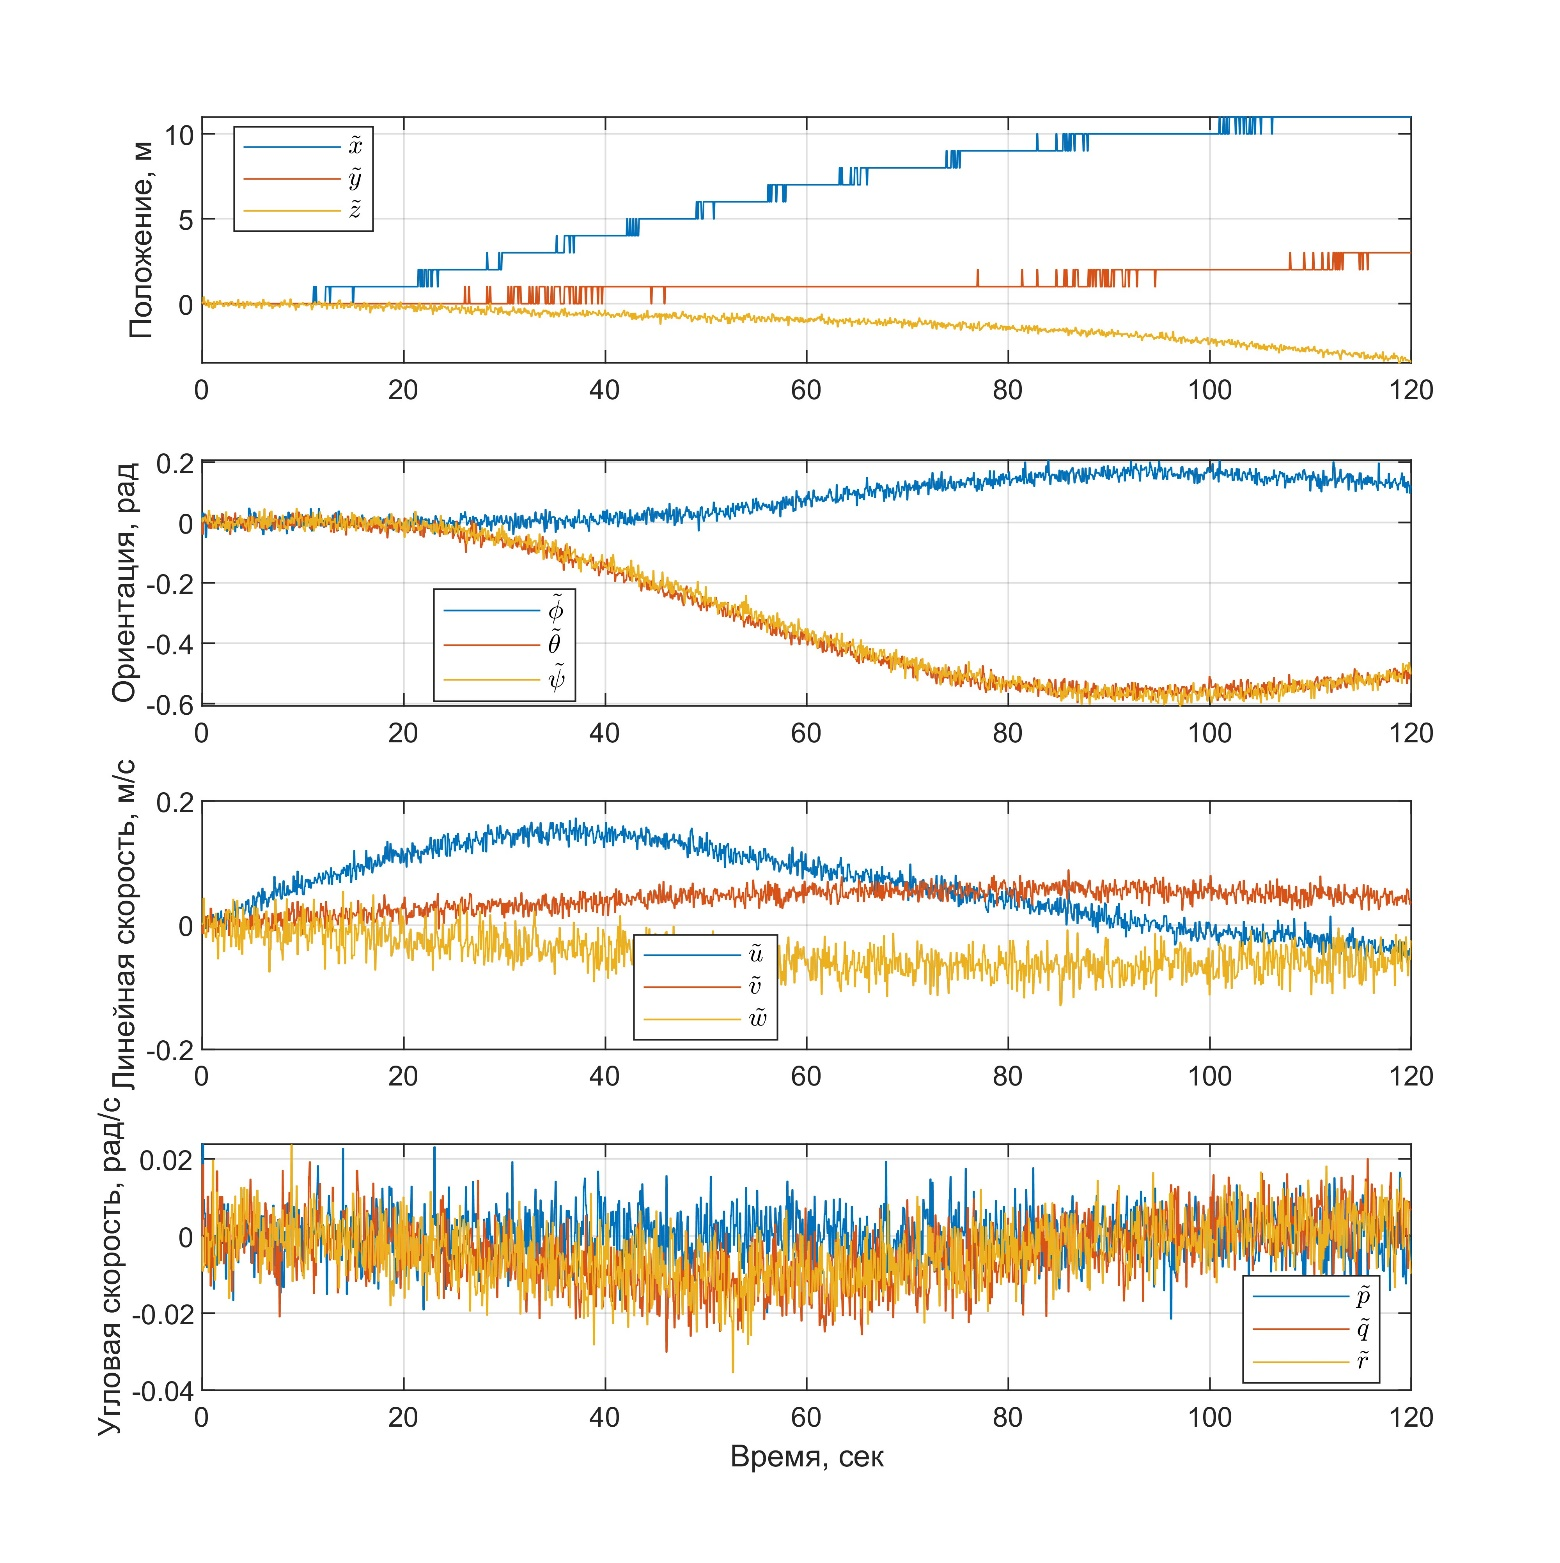 Положение, м
10
5
0
x̃
ỹ
z̃
0 20 40 60 80 100 120
Ориентация, рад
0.2
0
-0.2
-0.4
-0.6
ϕ̃
θ̃
ψ̃
0 20 40 60 80 100 120
Линейная скорость, м/с
0.2
0
-0.2
ũ
ṽ
w̃
0 20 40 60 80 100 120
Угловая скорость, рад/с
0.02
0
-0.02
-0.04
p̃
q̃
r̃
0 20 40 60 80 100 120
Время, сек